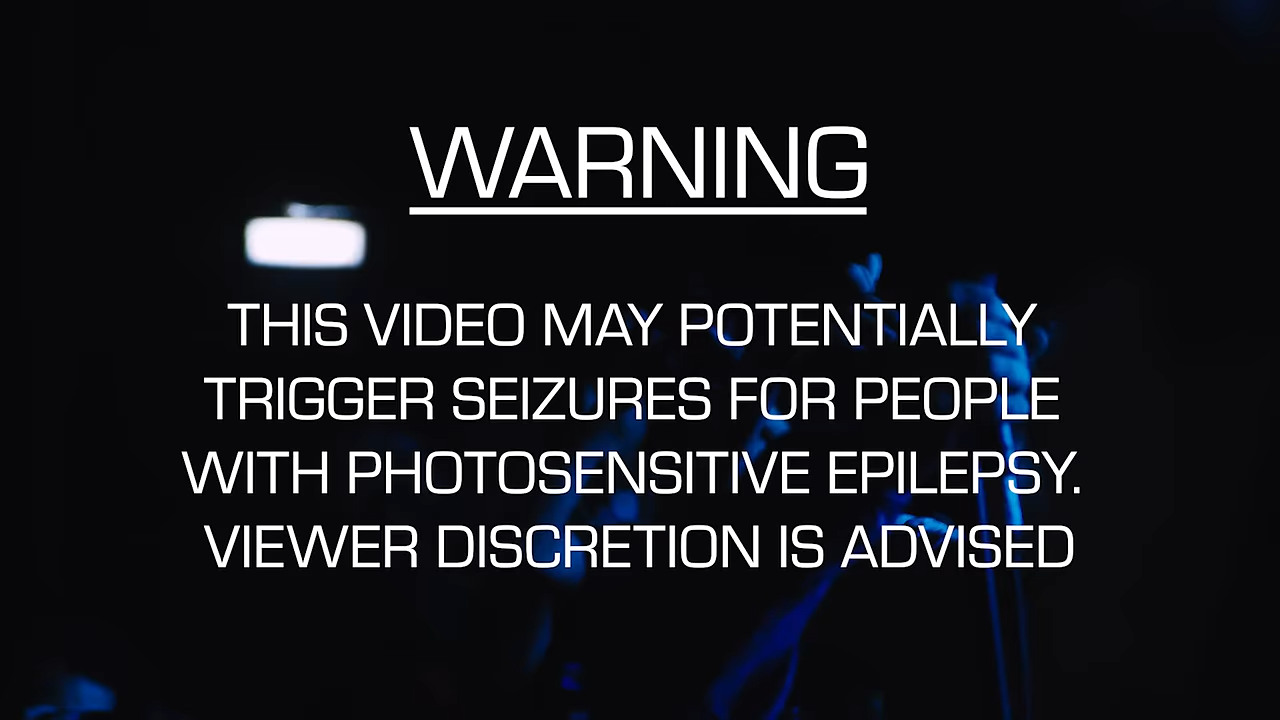 WARNING
THIS VIDEO MAY POTENTIALLY
TRIGGER SEIZURES FOR PEOPLE
WITH PHOTOSENSITIVE EPILEPSY.
VIEWER DISCRETION IS ADVISED